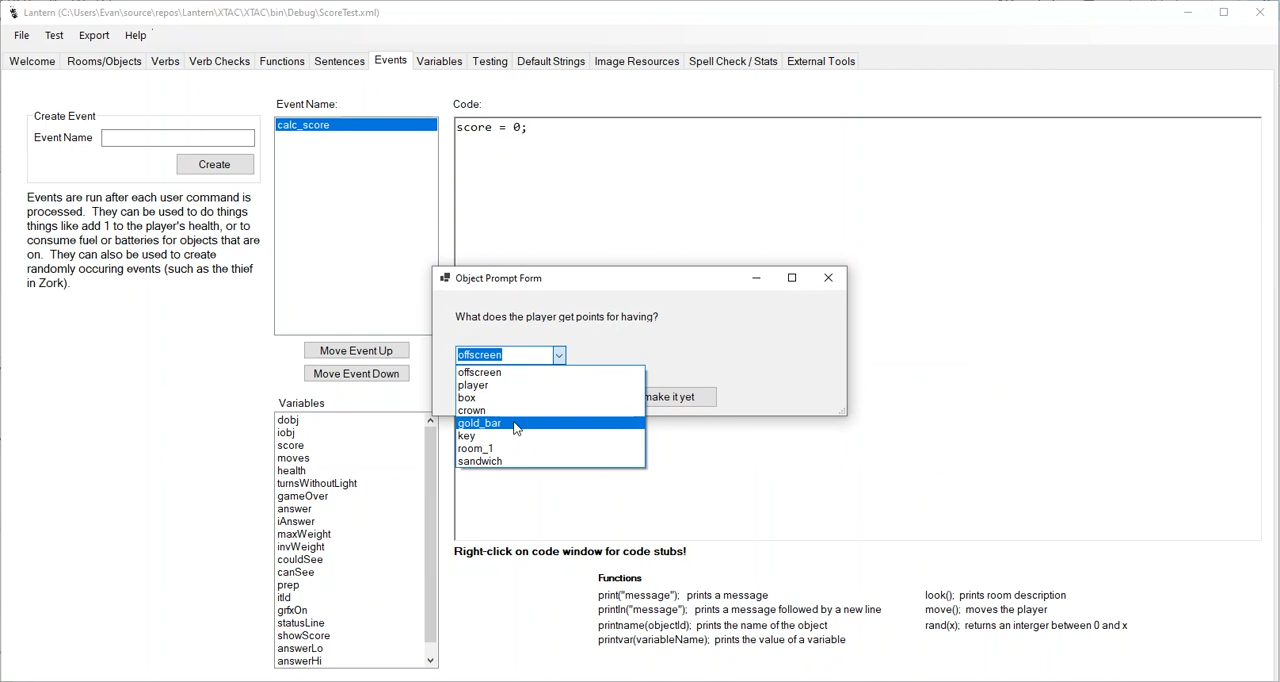 Lantern (C:\Users\Evan\source\repos\Lantern\XTAC\XTAC\bin\Debug\ScoreTest.xml)
File Test Export Help
Welcome Rooms/Objects Verbs Verb Checks Functions Sentences Events Variables Testing Default Strings Image Resources Spell Check / Stats External Tools
Create Event
Event Name
Create
Events are run after each user command is
processed. They can be used to do things
things like add 1 to the player's health, or to
consume fuel or batteries for objects that are
on. They can also be used to create
randomly occuring events (such as the thief
in Zork).
Event Name:
calc_score
Move Event Up
Move Event Down
Variables
dobj
iobj
score
moves
health
turnsWithoutLight
gameOver
answer
iAnswer
maxWeight
invWeight
couldSee
canSee
prep
itId
grfxOn
statusLine
showScore
answerLo
answerHi
Code:
score = 0;
Object Prompt Form
What does the player get points for having?
offscreen
offscreen
player
box
crown
gold_bar
key
room_1
sandwich
make it yet
Right-click on code window for code stubs!
Functions
print("message"); prints a message
println("message"); prints a message followed by a new line
printname(objectId); prints the name of the object
printvar(variableName); prints the value of a variable
look(); prints room description
move(); moves the player
rand(x); returns an interger between 0 and x